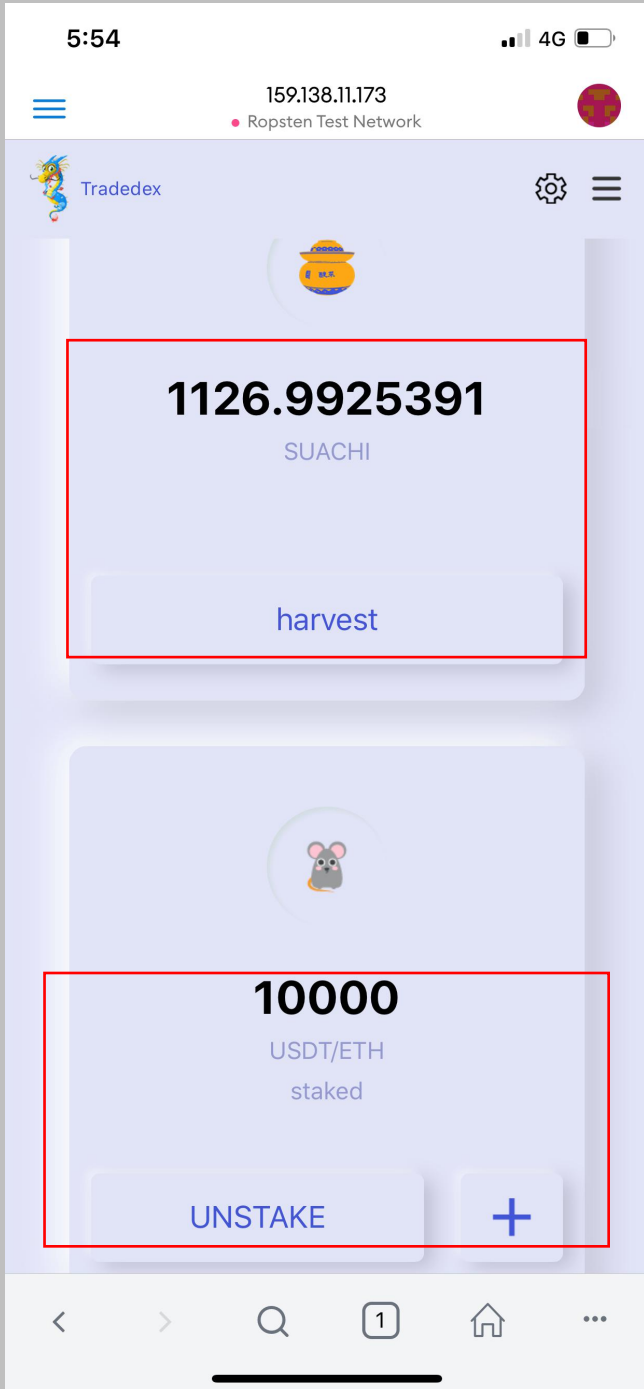 5:54
4G
159.138.11.173
Ropsten Test Network
Tradedex
1126.9925391
SUACHI
harvest
10000
USDT/ETH
staked
UNSTAKE
1